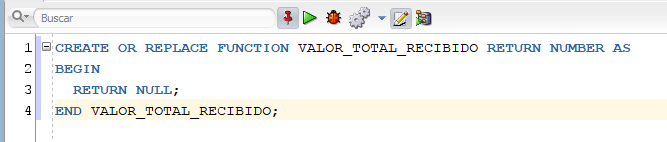 Buscar
1 CREATE OR REPLACE FUNCTION VALOR_TOTAL_RECIBIDO RETURN NUMBER AS
2 BEGIN
3 RETURN NULL;
4 END VALOR_TOTAL_RECIBIDO;